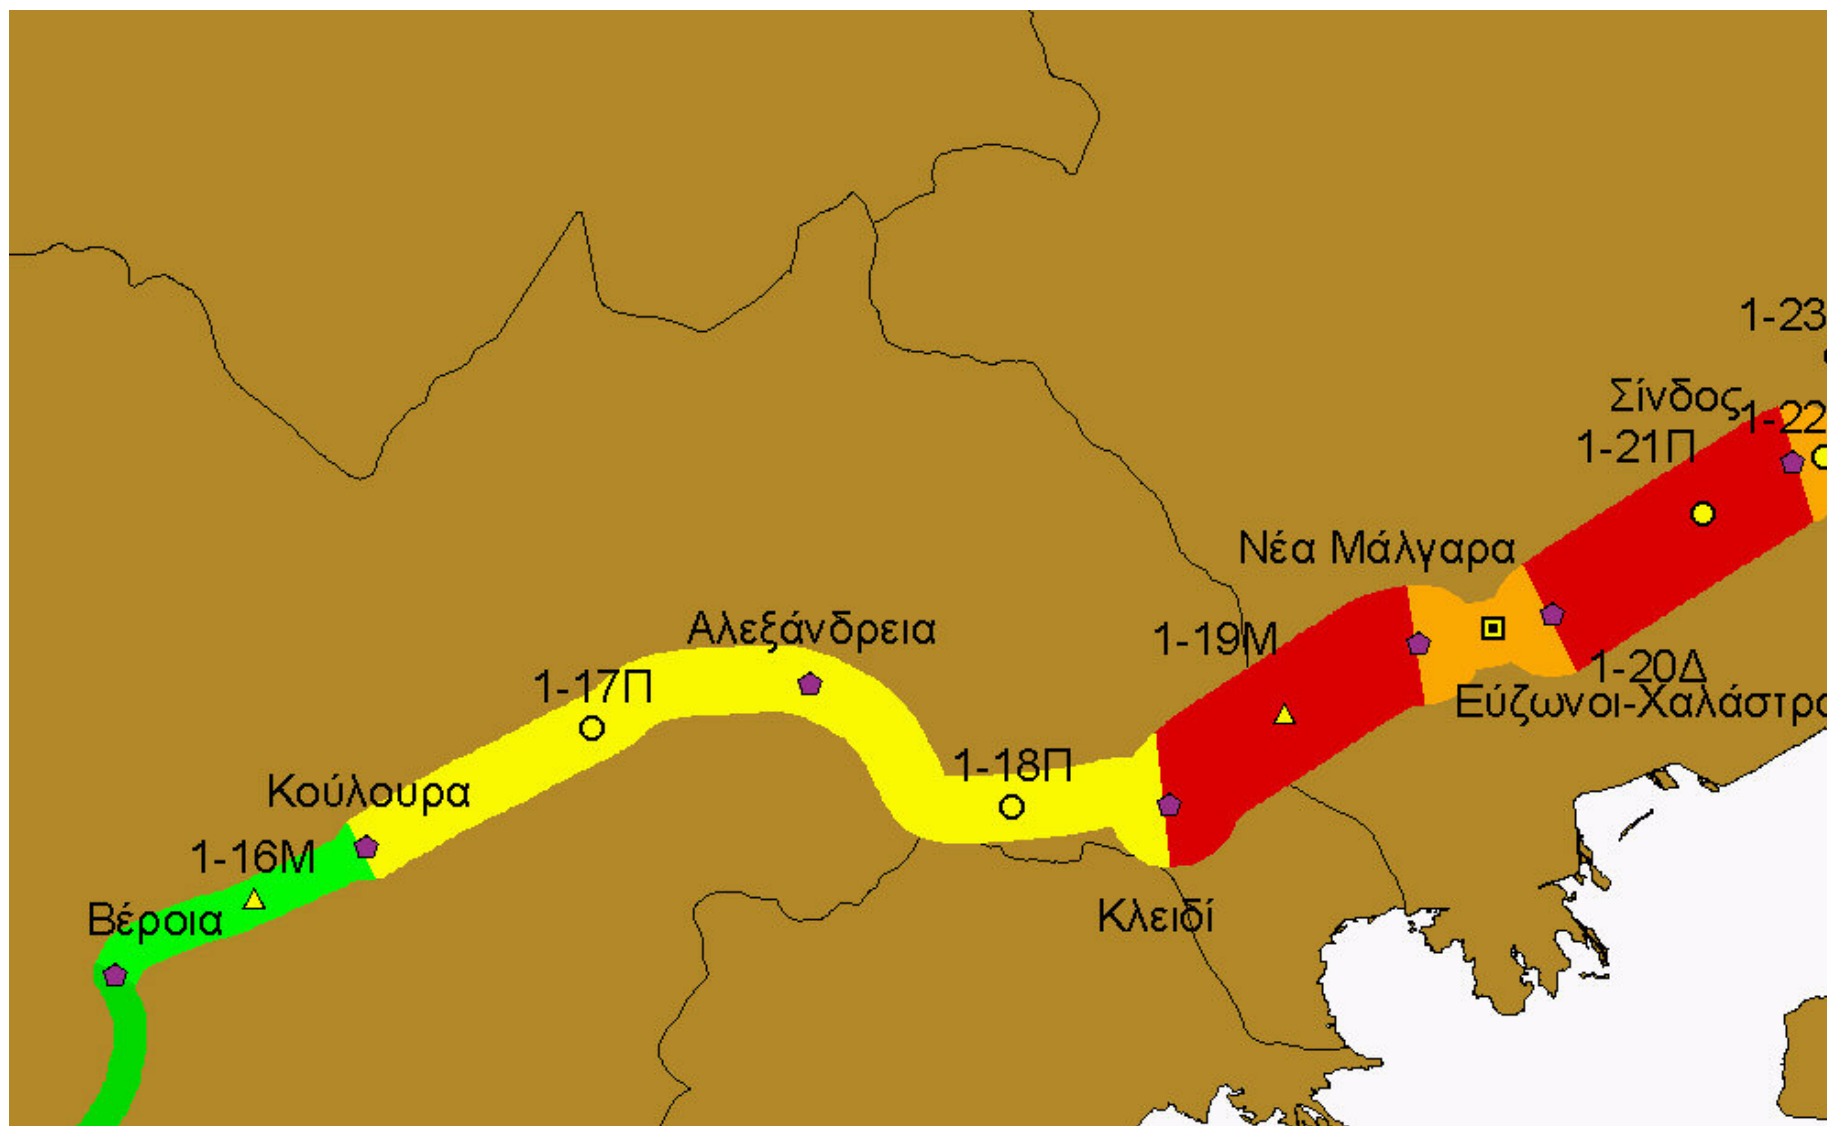 1-23
Σίνδος
1-22
1-21Π
Νέα Μάλγαρα
Αλεξάνδρεια
1-19Μ
1-20Δ
1-17Π
Εύζωνοι-Χαλάστρα
1-18Π
Κούλουρα
1-16Μ
Βέροια
Κλειδί